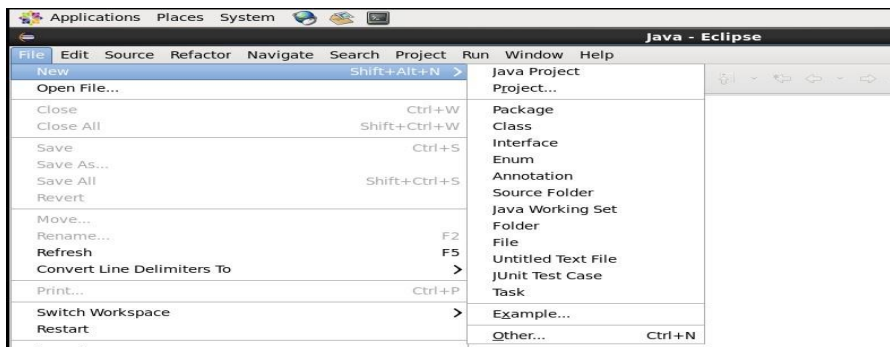 Applications Places System
Java - Eclipse
File Edit Source Refactor Navigate Search Project Run Window Help
New Shift+Alt+N >
Open File...
Close Ctrl+W
Close All Shift+Ctrl+W
Save Ctrl+S
Save As...
Save All Shift+Ctrl+S
Revert
Move...
Rename... F2
Refresh F5
Convert Line Delimiters To >
Print... Ctrl+P
Switch Workspace >
Restart
Java Project
Project...
Package
Class
Interface
Enum
Annotation
Source Folder
Java Working Set
Folder
File
Untitled Text File
JUnit Test Case
Task
Example...
Other... Ctrl+N